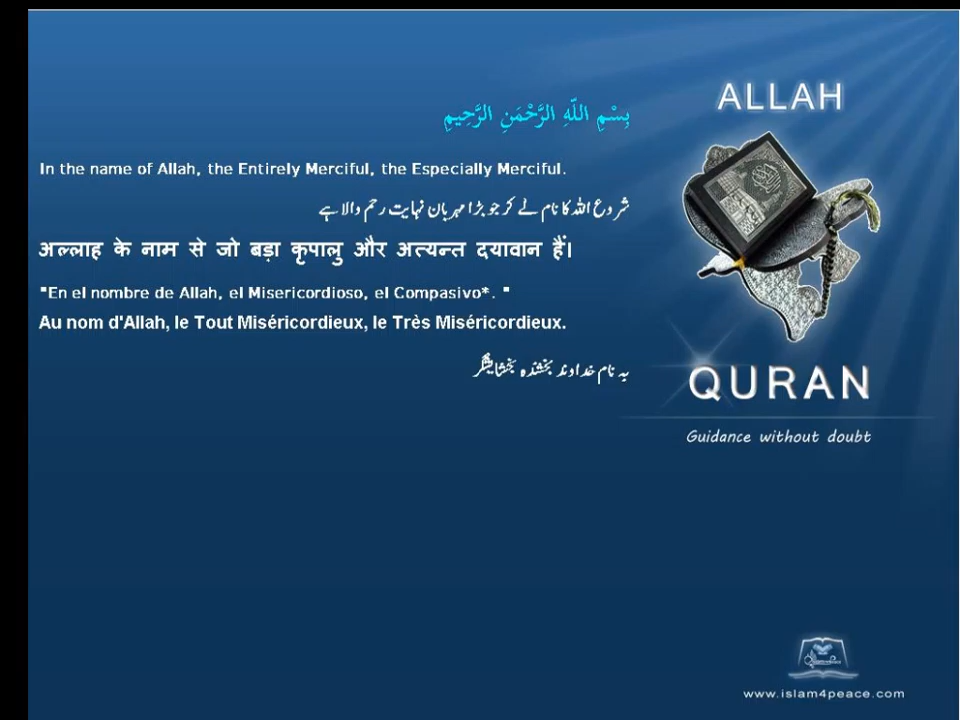 بِسْمِ اللّهِ الرَّحْمَنِ الرَّحِيمِ
In the name of Allah, the Entirely Merciful, the Especially Merciful.
شروع اللہ کا نام لے کر جو بڑا مہربان نہایت رحم والا ہے
अल्लाह के नाम से जो बड़ा कृपालु और अत्यन्त दयावान हैं।
"En el nombre de Allah, el Misericordioso, el Compasivo*. "
Au nom d'Allah, le Tout Miséricordieux, le Très Miséricordieux.
به نام خداوند بخشنده بخشایشگر
ALLAH
QURAN
Guidance without doubt
www.islam4peace.com